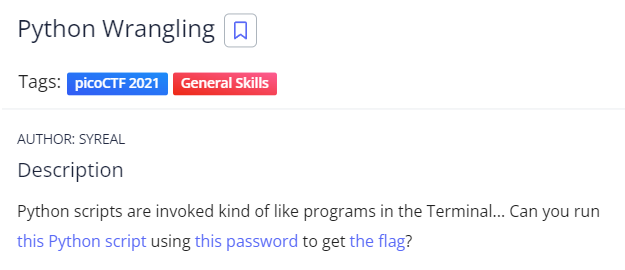 Python Wrangling
Tags: picoCTF 2021 General Skills
AUTHOR: SYREAL
Description
Python scripts are invoked kind of like programs in the Terminal... Can you run
this Python script using this password to get the flag?